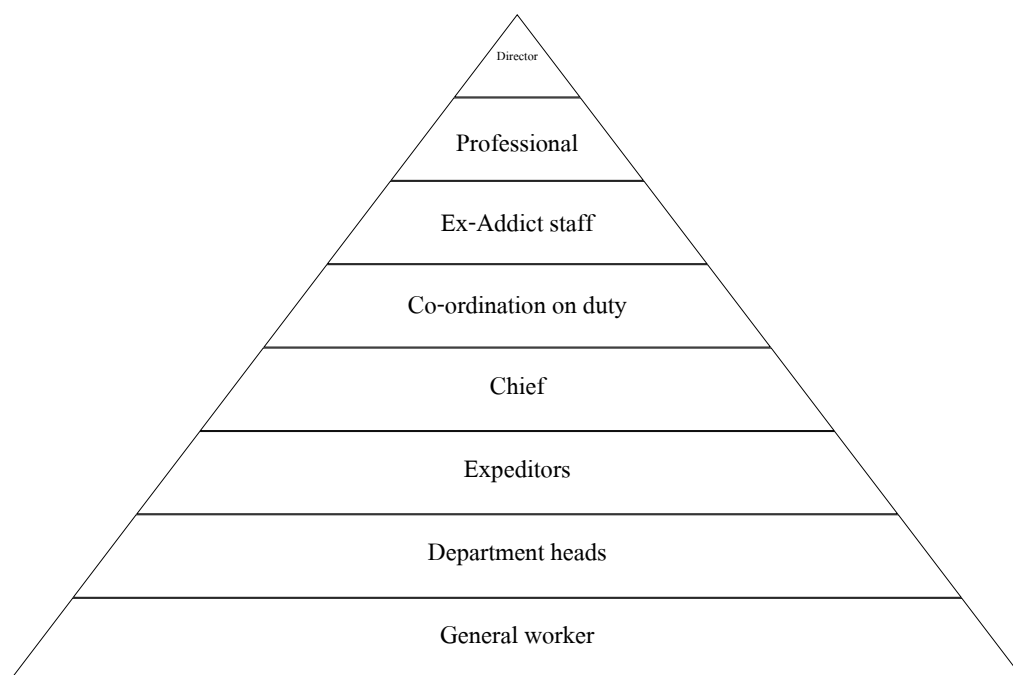 Director
Professional
Ex-Addict staff
Co-ordination on duty
Chief
Expeditors
Department heads
General worker